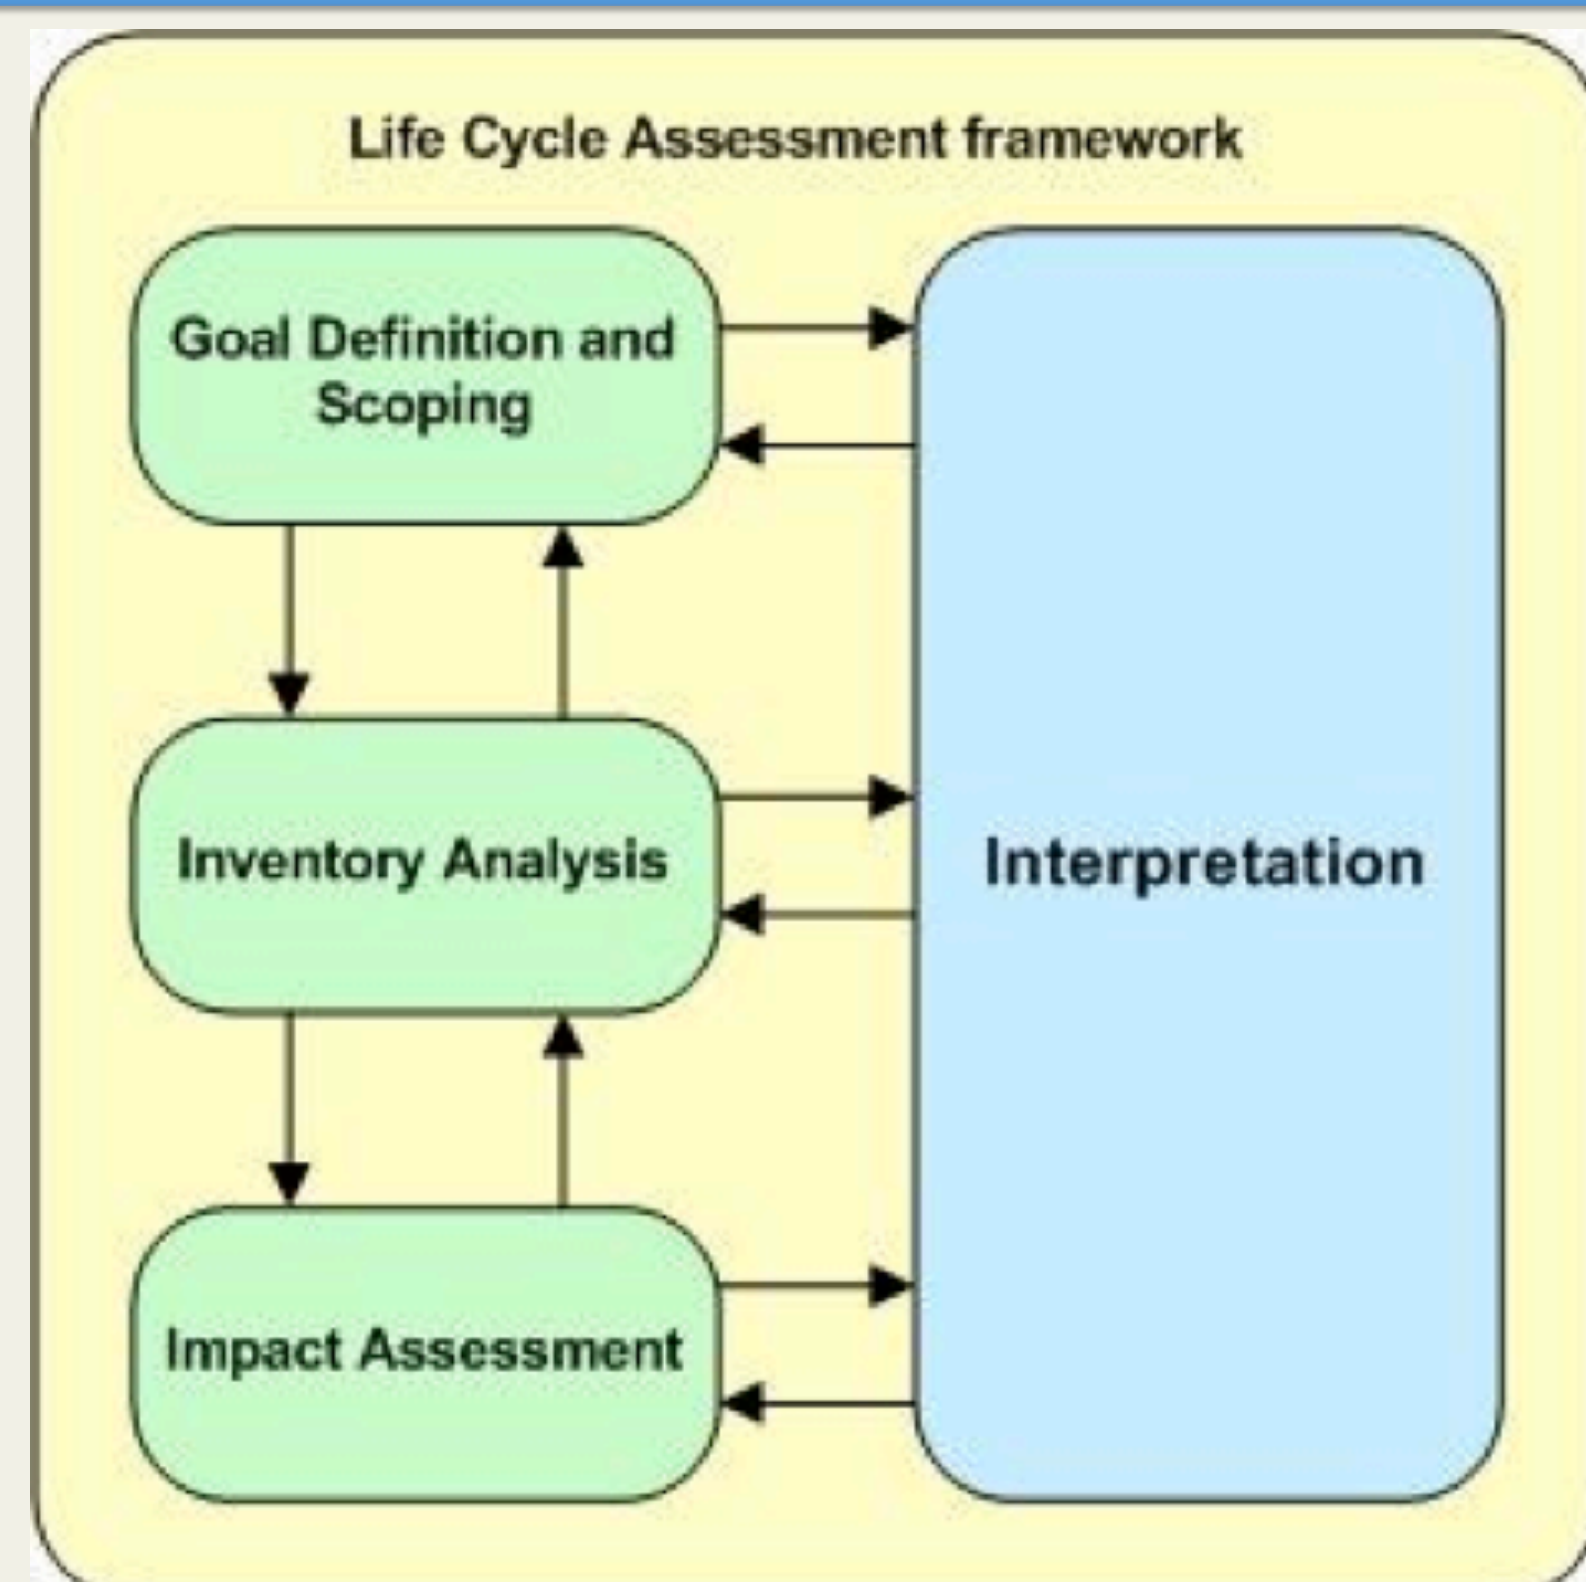 Life Cycle Assessment framework
Goal Definition and
Scoping
Inventory Analysis
Interpretation
Impact Assessment